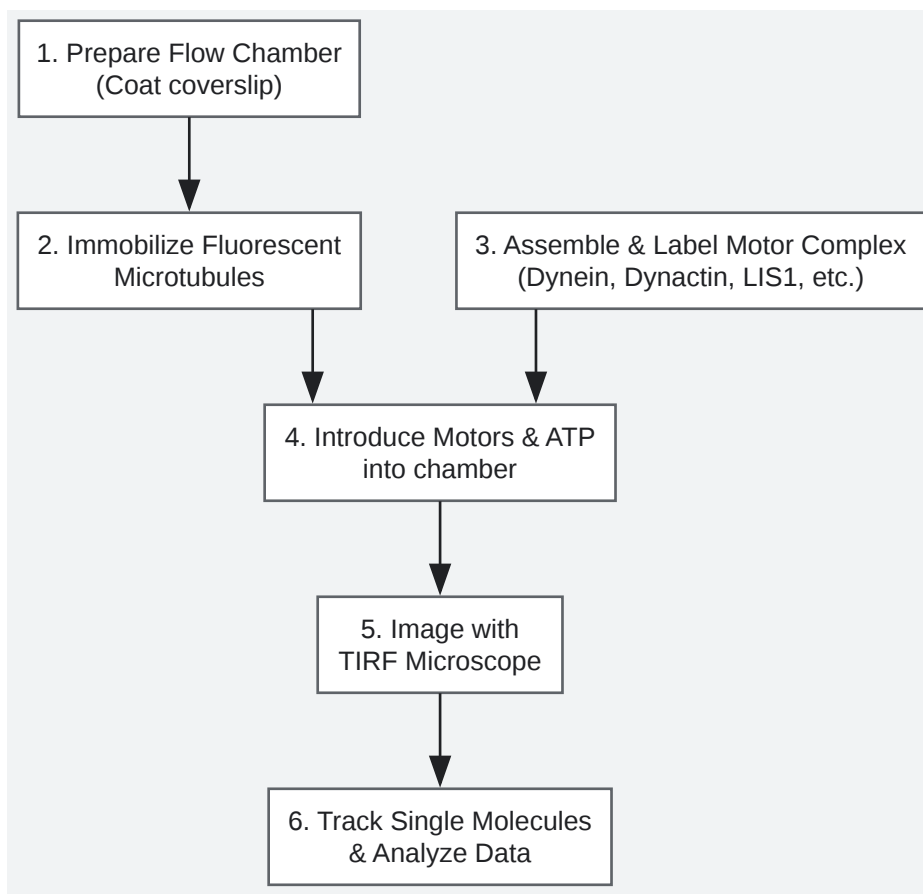 1. Prepare Flow Chamber
(Coat coverslip)
2. Immobilize Fluorescent
Microtubules
3. Assemble & Label Motor Complex
(Dynein, Dynactin, LIS1, etc.)
4. Introduce Motors & ATP
into chamber
5. Image with
TIRF Microscope
6. Track Single Molecules
& Analyze Data